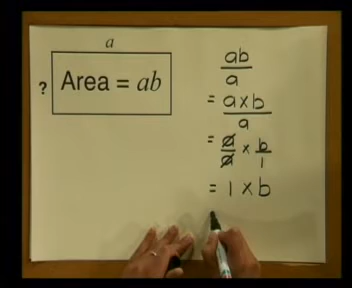 a
? Area = ab
ab
a
= a×b
a
= a × b
a 1
= 1 × b